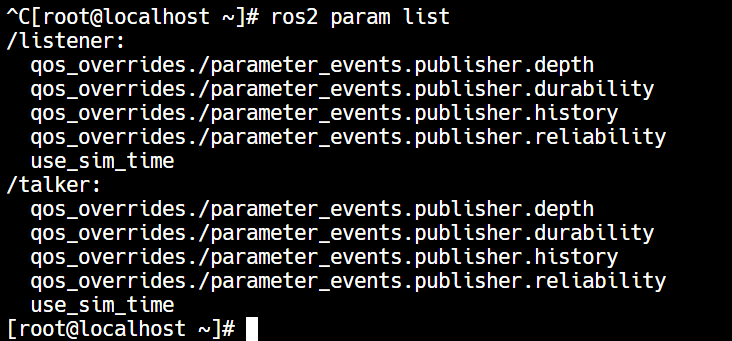 ^C[root@localhost ~]# ros2 param list
/listener:
  qos_overrides./parameter_events.publisher.depth
  qos_overrides./parameter_events.publisher.durability
  qos_overrides./parameter_events.publisher.history
  qos_overrides./parameter_events.publisher.reliability
  use_sim_time
/talker:
  qos_overrides./parameter_events.publisher.depth
  qos_overrides./parameter_events.publisher.durability
  qos_overrides./parameter_events.publisher.history
  qos_overrides./parameter_events.publisher.reliability
  use_sim_time
[root@localhost ~]#